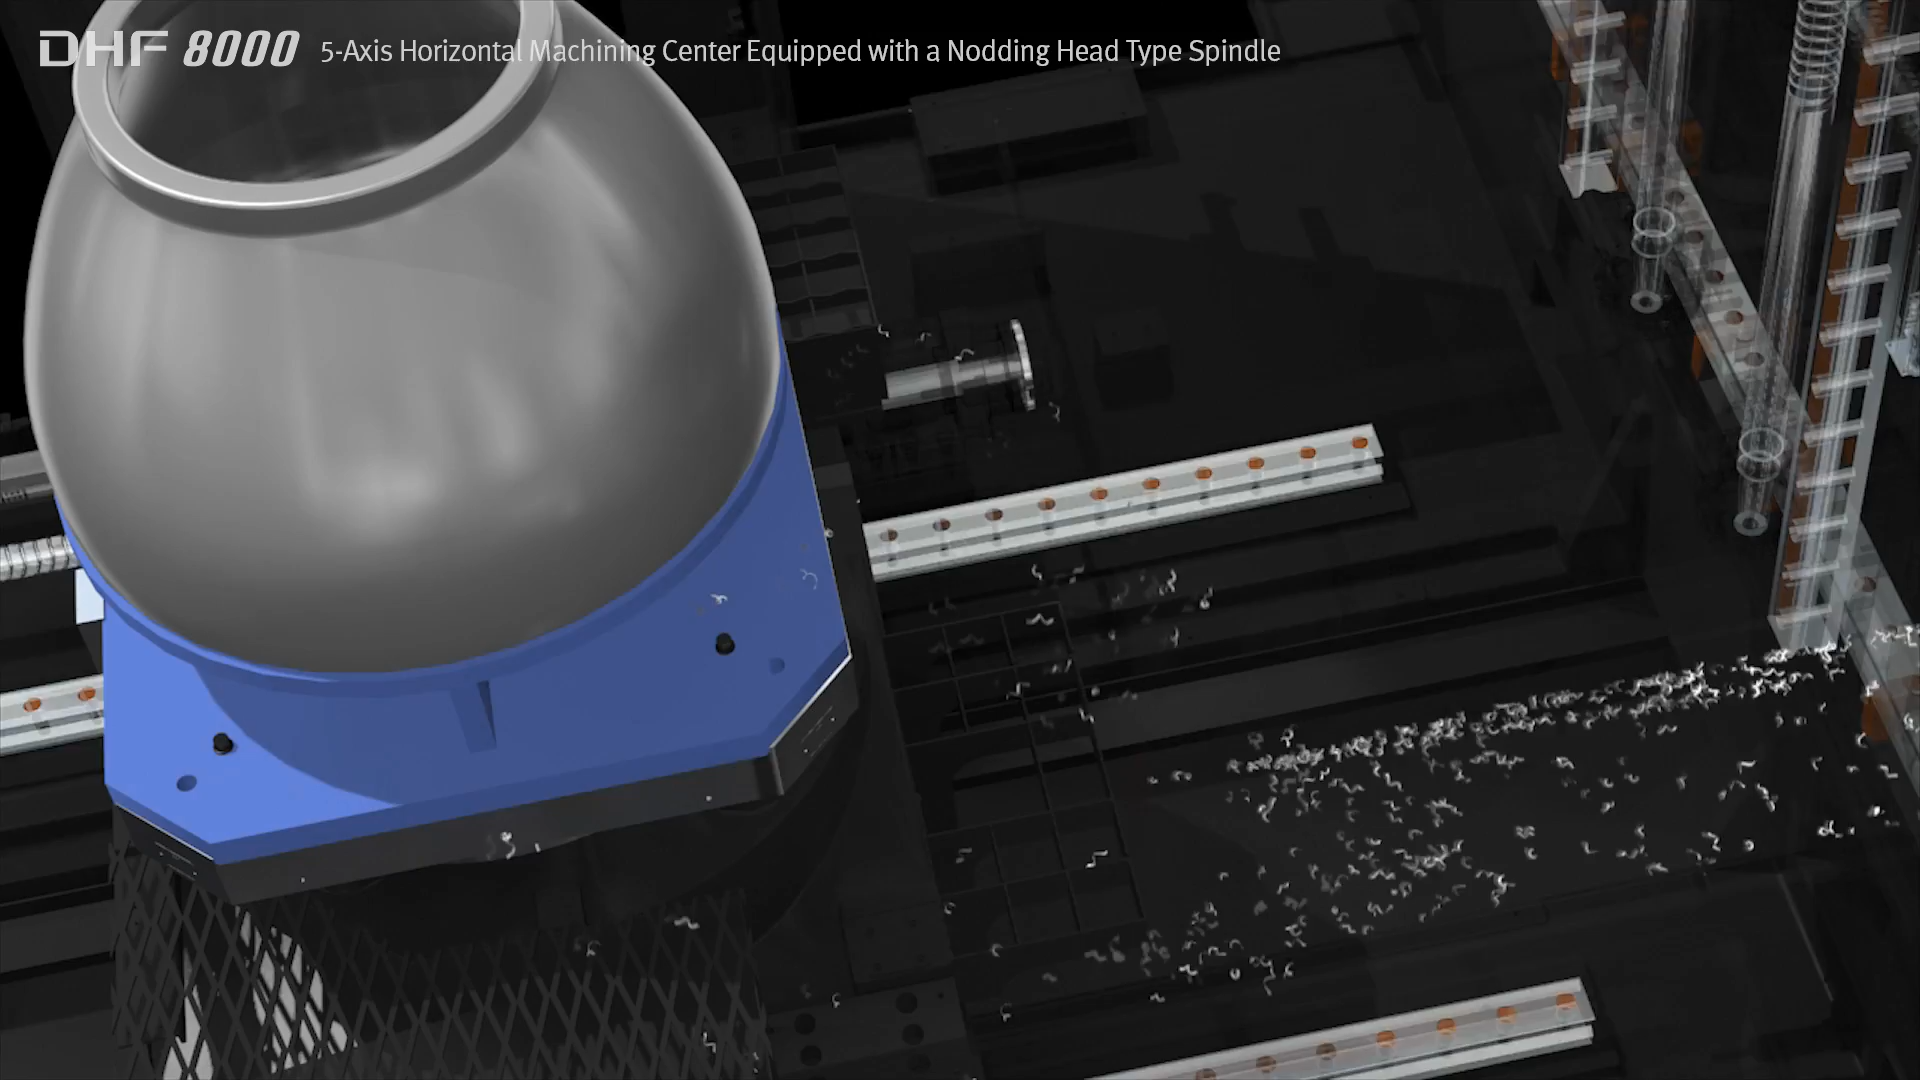 DHF 8000 5-Axis Horizontal Machining Center Equipped with a Nodding Head Type Spindle